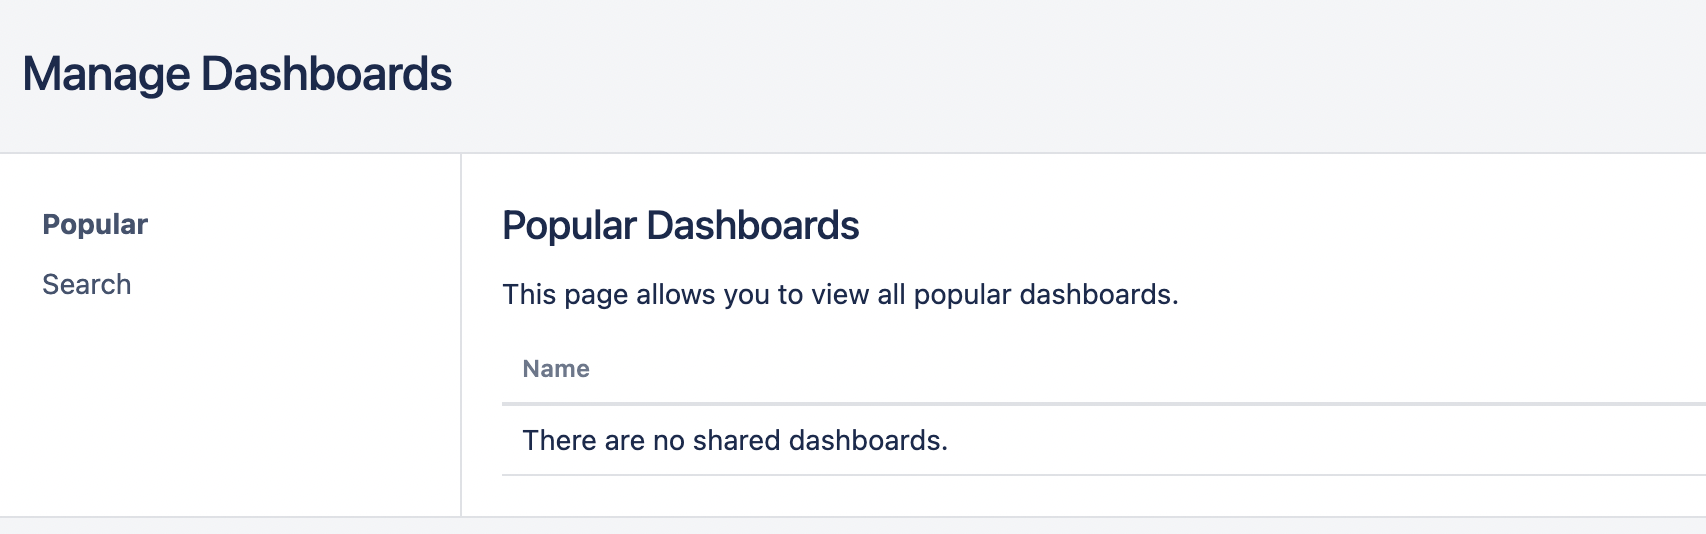 Manage Dashboards
Popular
Search
Popular Dashboards
This page allows you to view all popular dashboards.
Name
There are no shared dashboards.